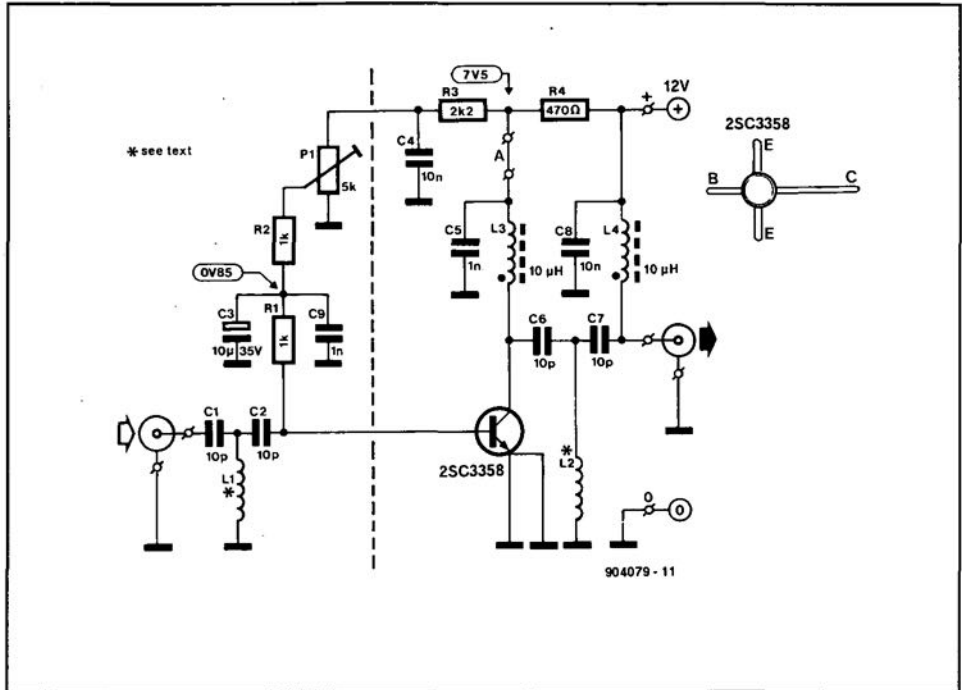 7V5
R3
2k2
R4
470Ω
+
12V
+
2SC3358
E
B
C
E
* see text
P1
5k
C4
10n
A
R2
1k
C5
1n
L3
10 µH
C8
10n
L4
10 µH
0V85
C3
10µ 35V
R1
1k
C9
1n
C6
10p
C7
10p
C1
10p
C2
10p
L1
*
2SC3358
*
L2
0
0
904079 - 11